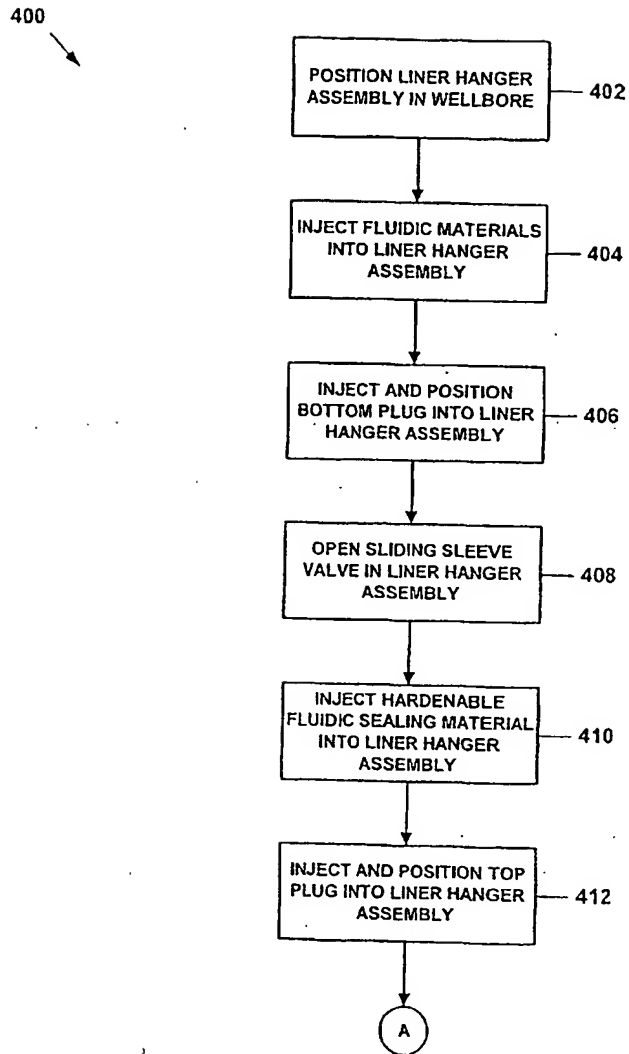 400
POSITION LINER HANGER
ASSEMBLY IN WELLBORE
402
INJECT FLUIDIC MATERIALS
INTO LINER HANGER
ASSEMBLY
404
INJECT AND POSITION
BOTTOM PLUG INTO LINER
HANGER ASSEMBLY
406
OPEN SLIDING SLEEVE
VALVE IN LINER HANGER
ASSEMBLY
408
INJECT HARDENABLE
FLUIDIC SEALING MATERIAL
INTO LINER HANGER
ASSEMBLY
410
INJECT AND POSITION TOP
PLUG INTO LINER HANGER
ASSEMBLY
412
A